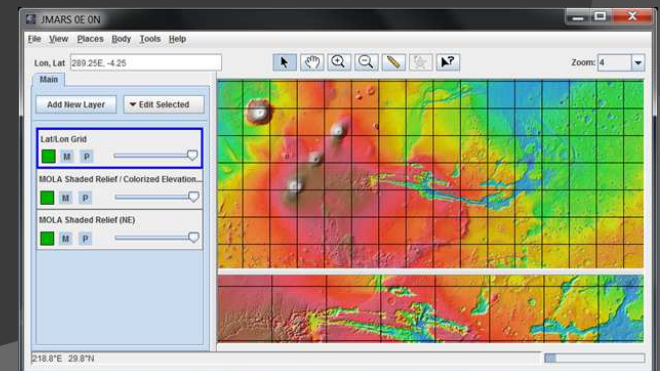 JMARS 0E 0N
File View Places Body Tools Help
Lon, Lat 289.25E, -4.25 Zoom: 4
Main
Add New Layer Edit Selected
Lat/Lon Grid
M P
MOLA Shaded Relief / Colorized Elevation...
M P
MOLA Shaded Relief (NE)
M P
218.8°E 29.8°N